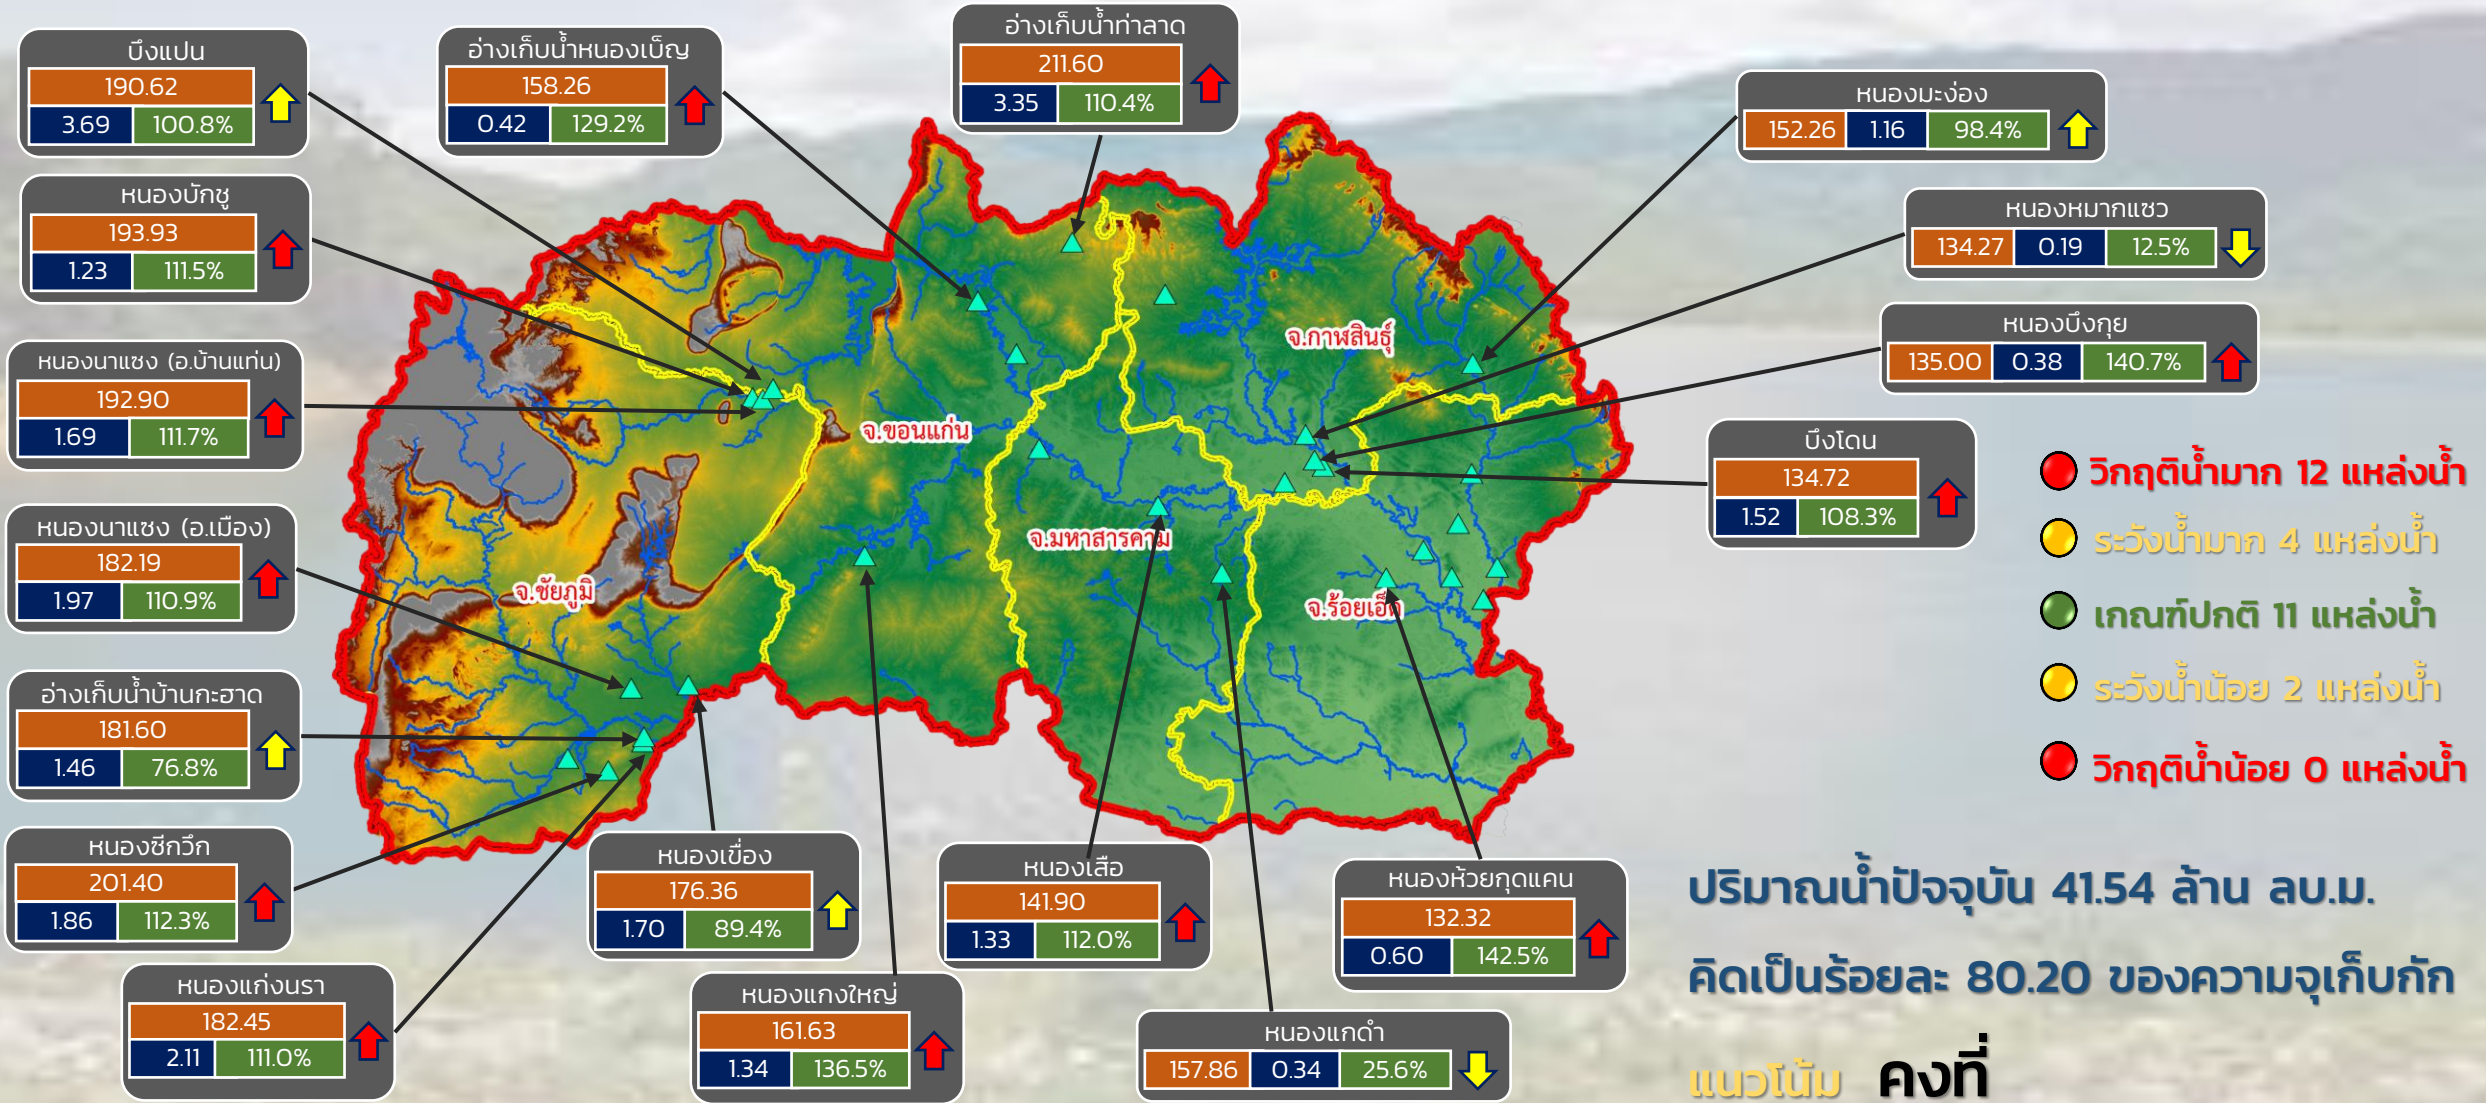 บึงแปน
190.62
3.69 100.8%
อ่างเก็บน้ำหนองเบ็ญ
158.26
0.42 129.2%
อ่างเก็บน้ำท่าลาด
211.60
3.35 110.4%
หนองมะง่อง
152.26 1.16 98.4%
หนองบักซู
193.93
1.23 111.5%
หนองหมากแซว
134.27 0.19 12.5%
หนองบึงกุย
135.00 0.38 140.7%
หนองนาแซง (อ.บ้านแท่น)
192.90
1.69 111.7%
จ.กาฬสินธุ์
จ.ขอนแก่น
บึงโดน
134.72
1.52 108.3%
วิกฤติน้ำมาก 12 แหล่งน้ำ
ระวังน้ำมาก 4 แหล่งน้ำ
เกณฑ์ปกติ 11 แหล่งน้ำ
ระวังน้ำน้อย 2 แหล่งน้ำ
วิกฤติน้ำน้อย 0 แหล่งน้ำ
หนองนาแซง (อ.เมือง)
182.19
1.97 110.9%
จ.มหาสารคาม
จ.ชัยภูมิ
จ.ร้อยเอ็ด
อ่างเก็บน้ำบ้านกะฮาด
181.60
1.46 76.8%
หนองซีกวึก
201.40
1.86 112.3%
หนองเขื่อง
176.36
1.70 89.4%
หนองเสือ
141.90
1.33 112.0%
หนองห้วยกุดแคน
132.32
0.60 142.5%
หนองแก่งนรา
182.45
2.11 111.0%
หนองแกงใหญ่
161.63
1.34 136.5%
หนองแกดำ
157.86 0.34 25.6%
ปริมาณน้ำปัจจุบัน 41.54 ล้าน ลบ.ม.
คิดเป็นร้อยละ 80.20 ของความจุเก็บกัก
แนวโน้ม คงที่